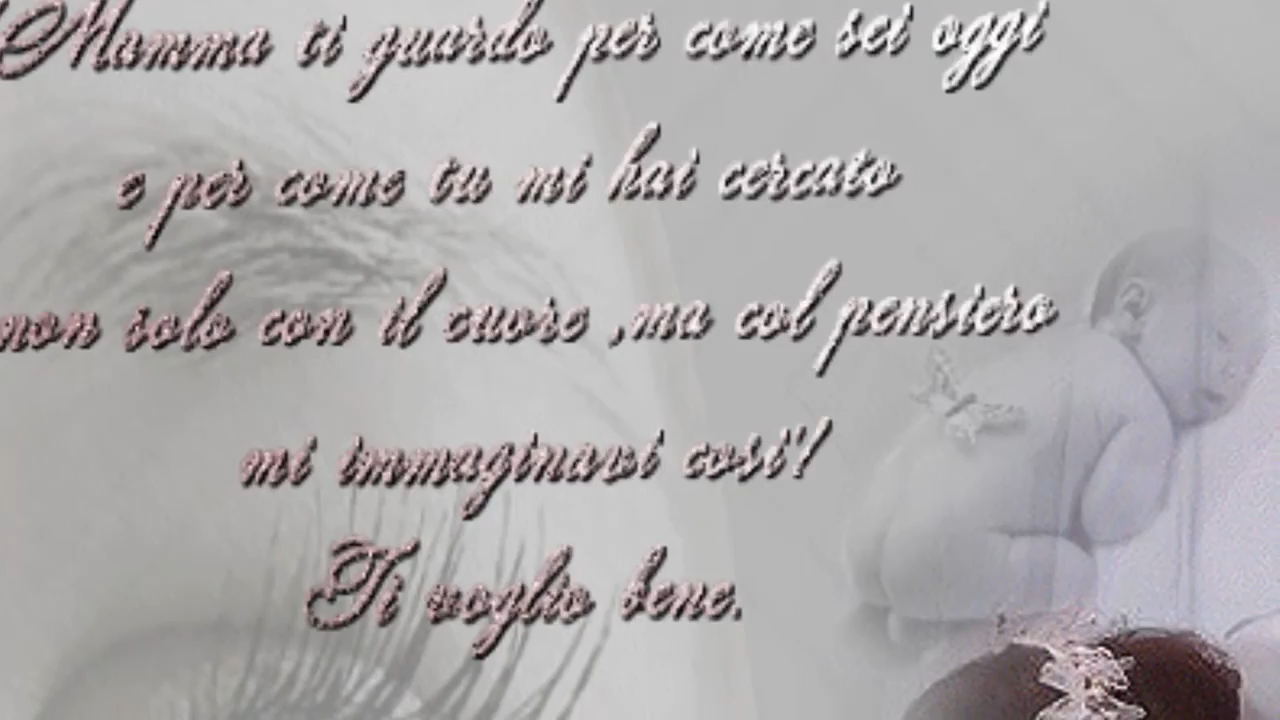 Mamma ti guardo per come sei oggi
e per come tu mi hai cercato
non solo con il cuore ,ma col pensiero
mi immaginavi cosi'!
Ti voglio bene.